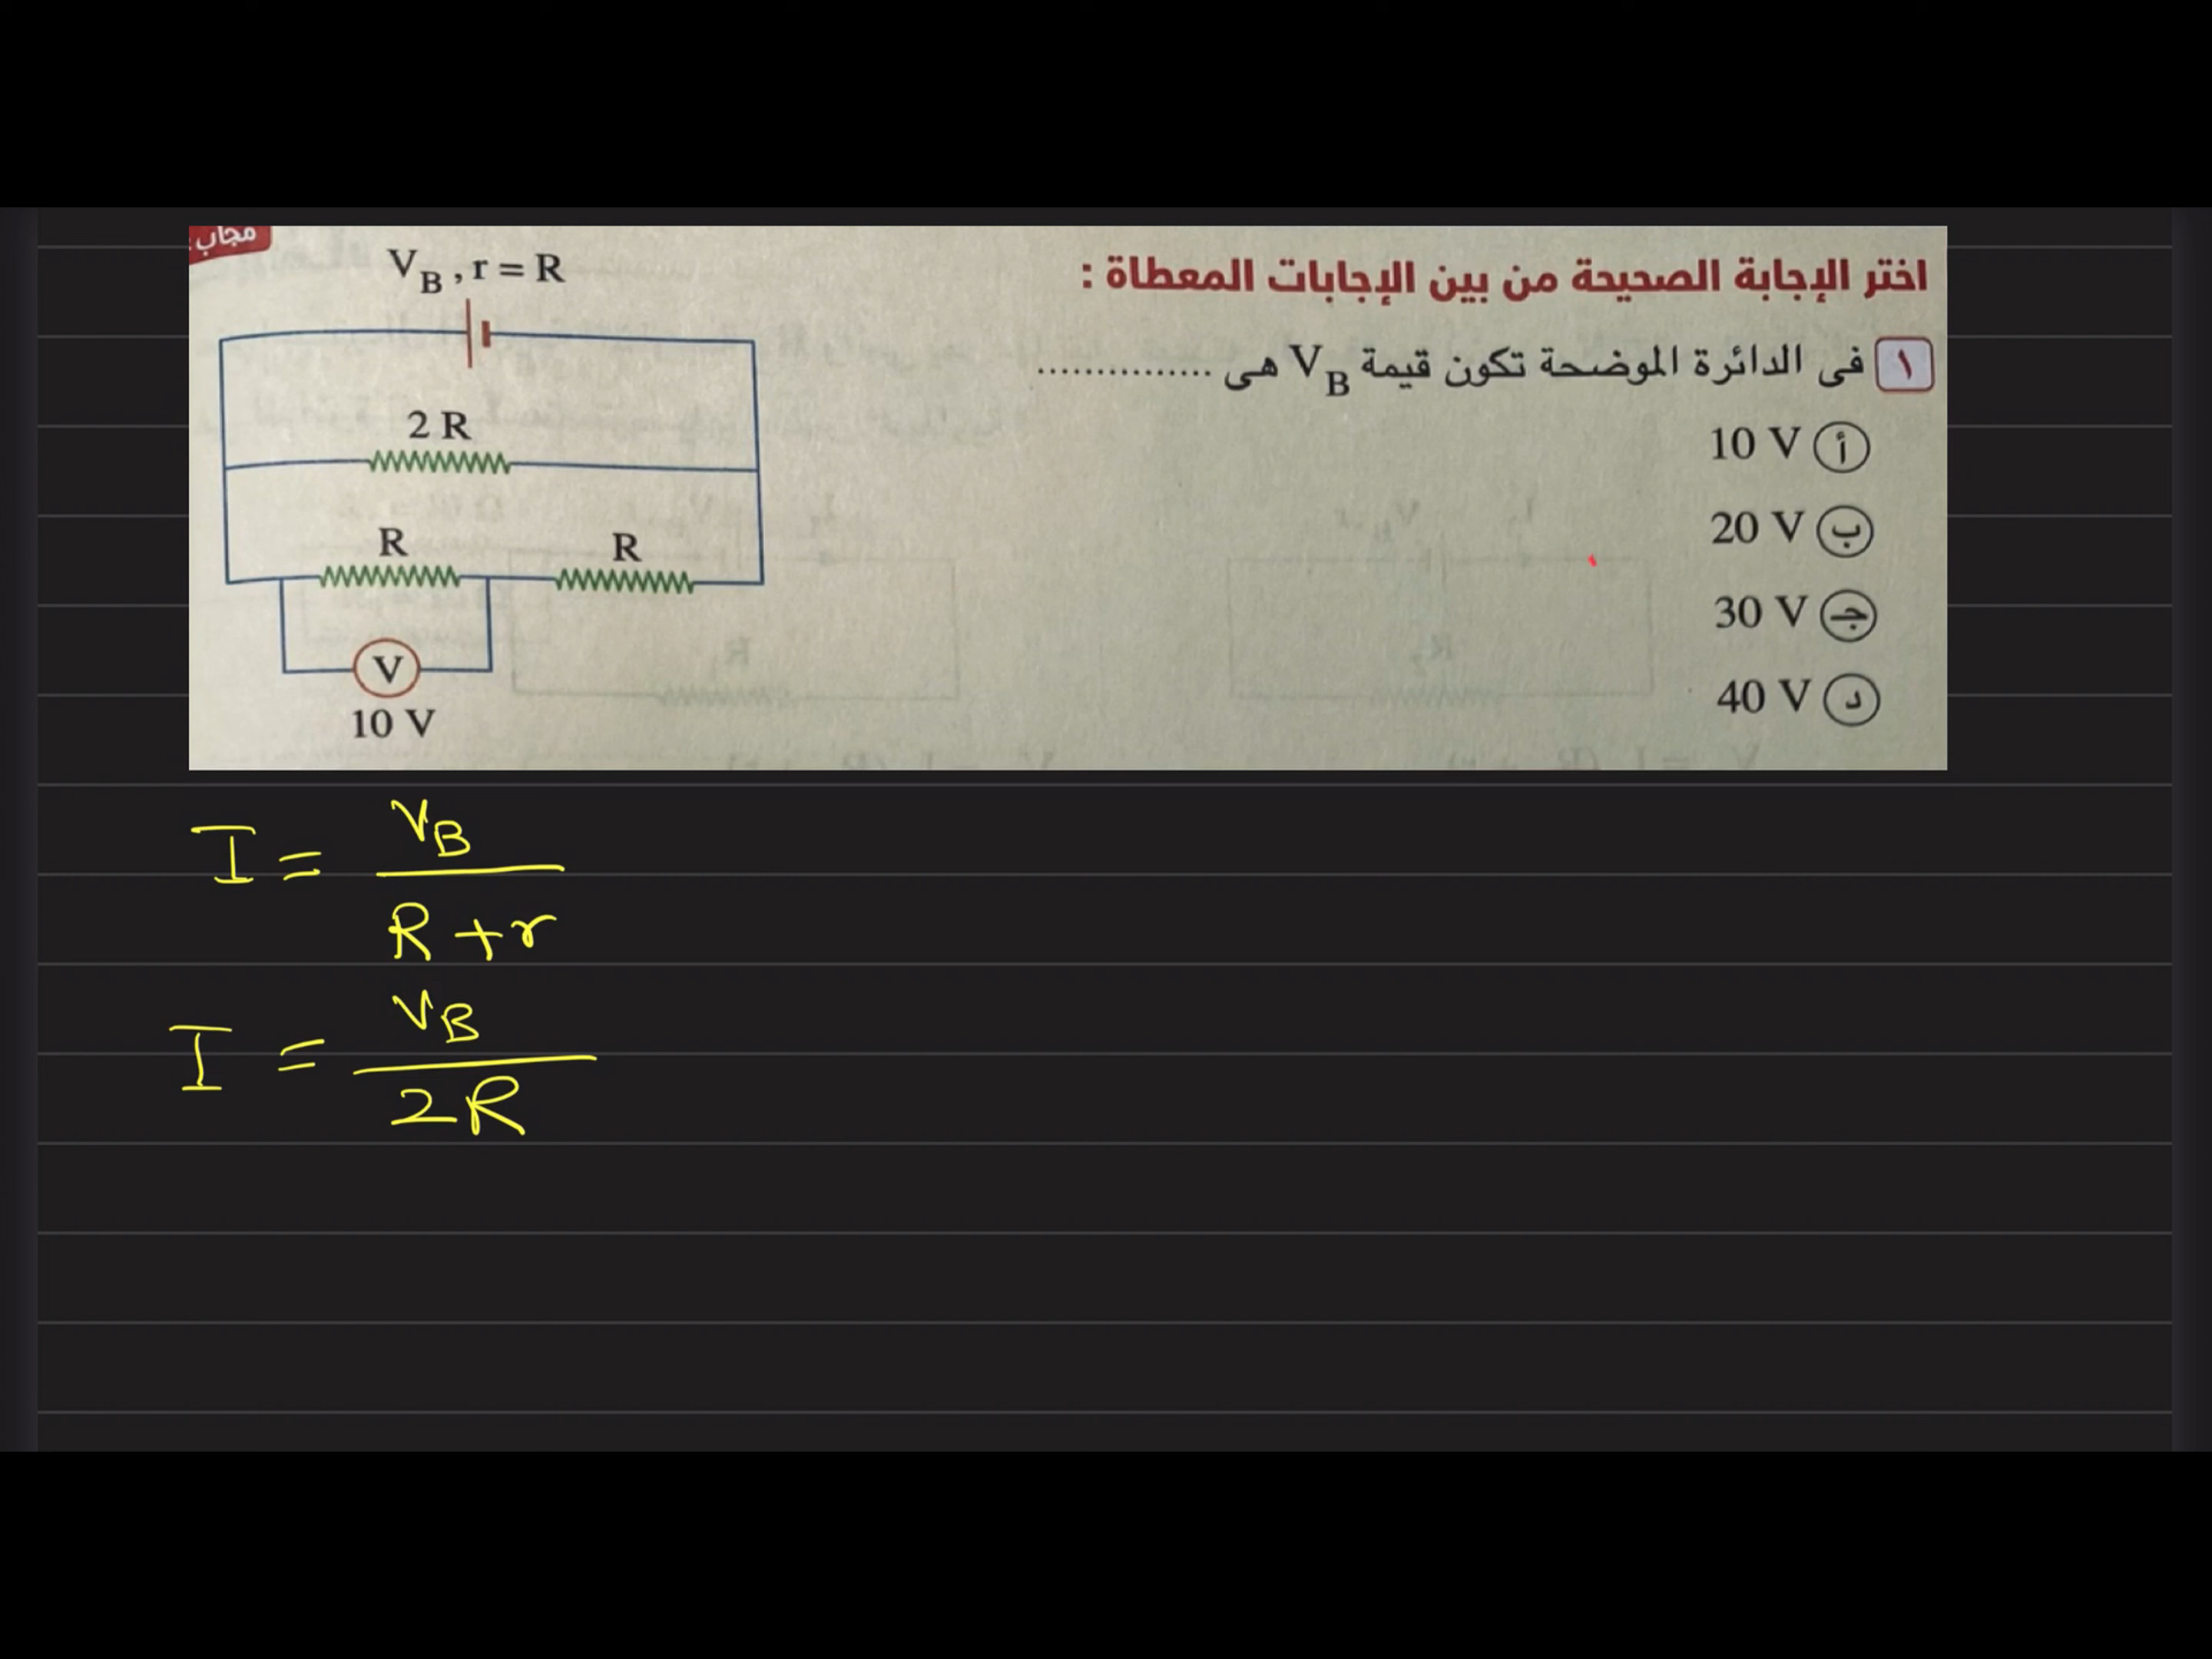 مجاب
اختر الإجابة الصحيحة من بين الإجابات المعطاة :
١ فى الدائرة الموضحة تكون قيمة V_B هى ...............
أ 10 V
ب 20 V
ج 30 V
د 40 V
V_B , r = R
2 R
R R
V
10 V
I = V_B / R + r
I = V_B / 2R